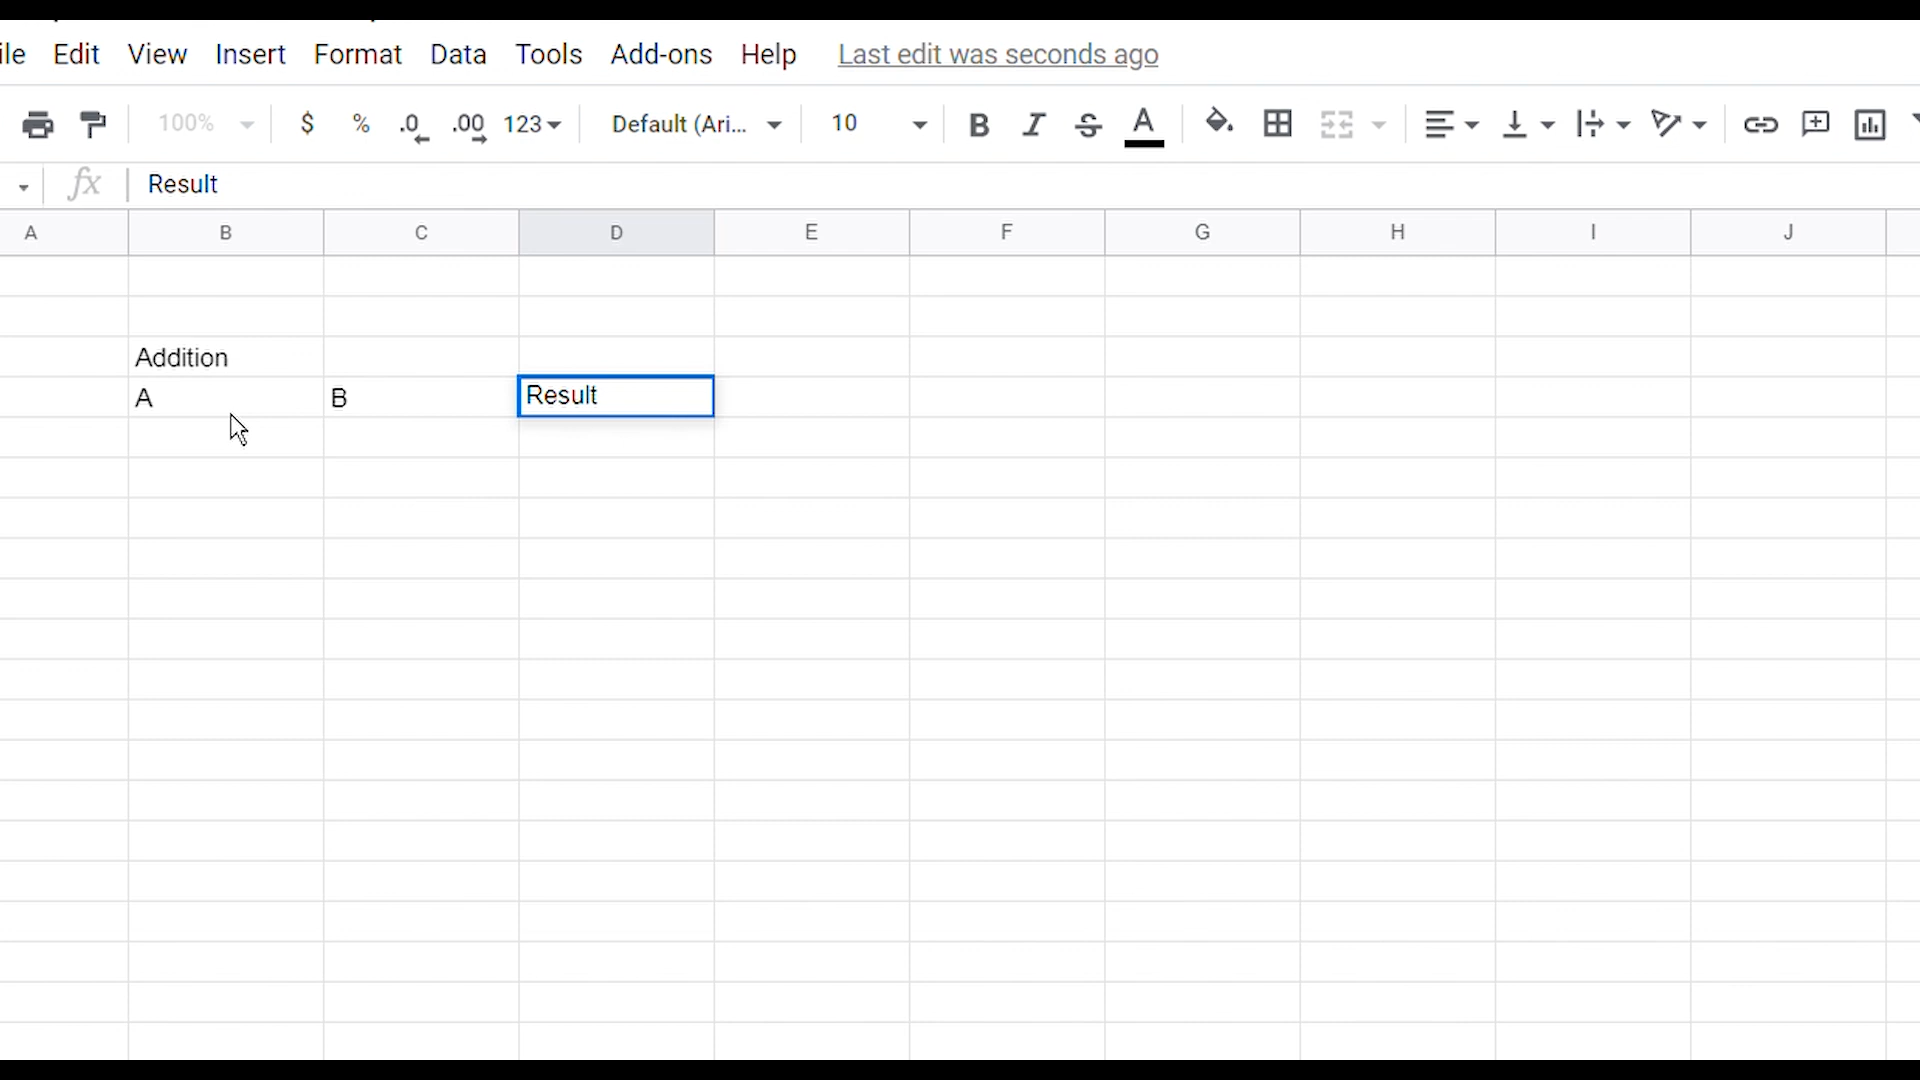 ile Edit View Insert Format Data Tools Add-ons Help Last edit was seconds ago
100% $ % .0 .00 123 Default (Ari... 10 B I S A
fx Result
A B C D E F G H I J
Addition
A B Result